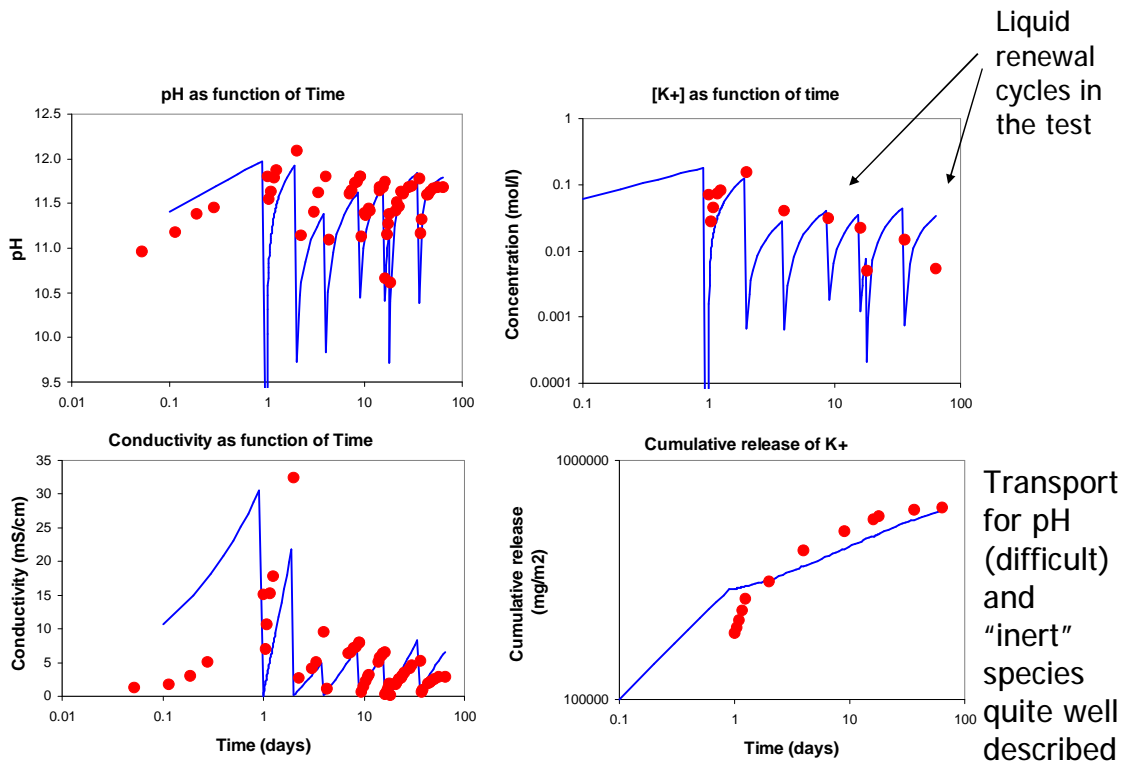 Liquid
renewal
cycles in
the test
pH as function of Time
pH
12.5
12.0
11.5
11.0
10.5
10.0
9.5
0.01
0.1
1
10
100
[K+] as function of time
Concentration (mol/l)
1
0.1
0.01
0.001
0.0001
0.1
1
10
100
Conductivity as function of Time
Conductivity (mS/cm)
35
30
25
20
15
10
5
0
0.01
0.1
1
10
100
Time (days)
Cumulative release of K+
Cumulative release
(mg/m2)
1000000
100000
0.1
1
10
100
Time (days)
Transport
for pH
(difficult)
and
“inert”
species
quite well
described